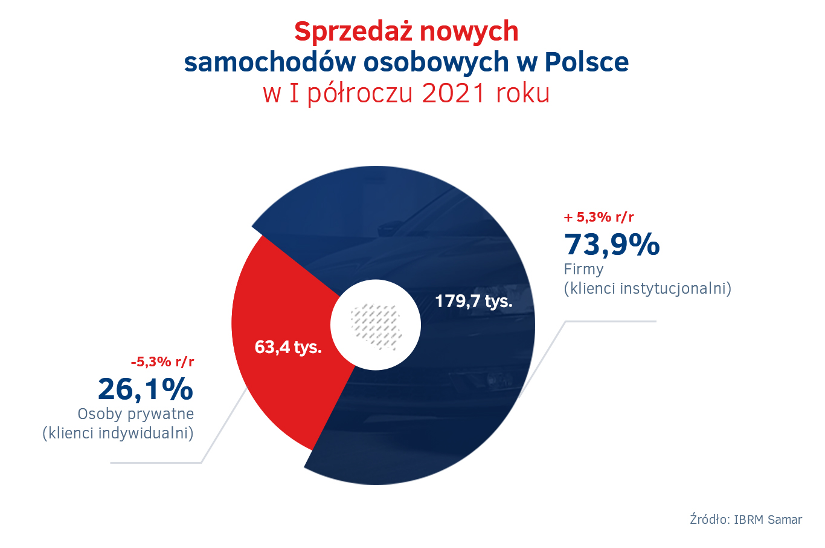 Sprzedaż nowych
samochodów osobowych w Polsce
w I półroczu 2021 roku
+ 5,3% r/r
73,9%
Firmy
(klienci instytucjonalni)
179,7 tys.
63,4 tys.
-5,3% r/r
26,1%
Osoby prywatne
(klienci indywidualni)
Źródło: IBRM Samar